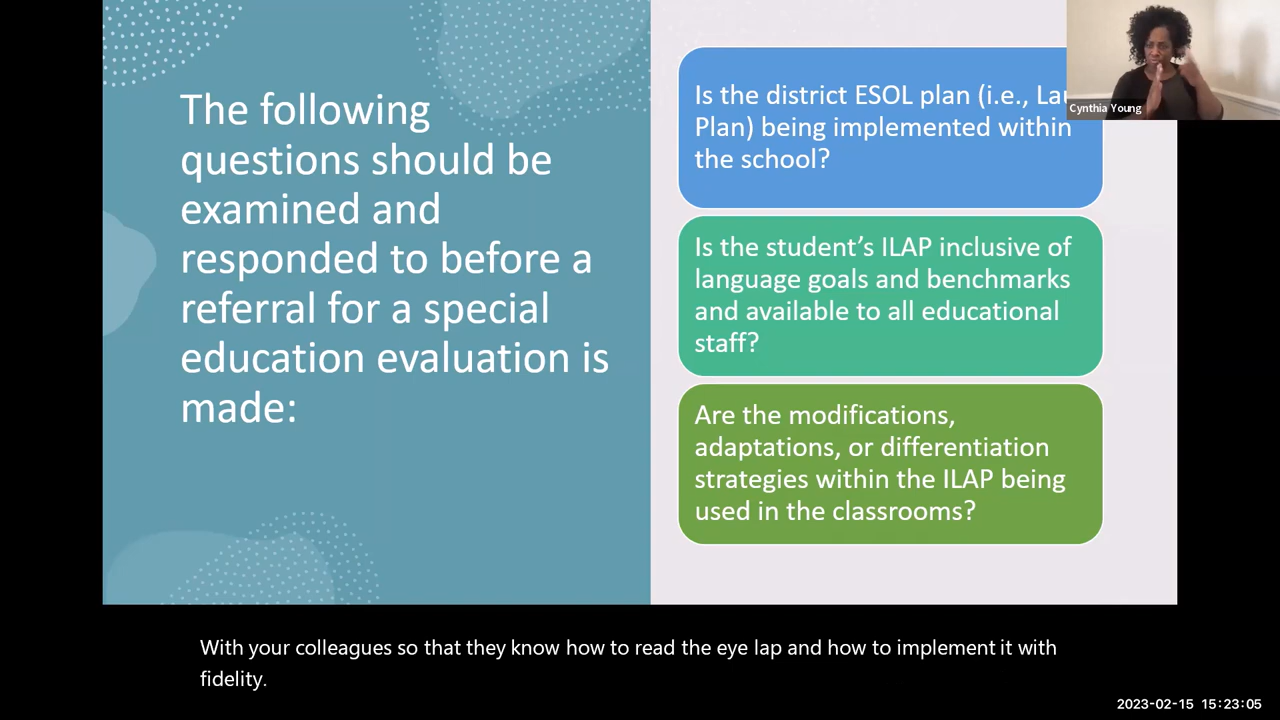 The following
questions should be
examined and
responded to before a
referral for a special
education evaluation is
made:
Is the district ESOL plan (i.e.,
Plan) being implemented within
the school?
Is the student's ILAP inclusive of
language goals and benchmarks
and available to all educational
staff?
Are the modifications,
adaptations, or differentiation
strategies within the ILAP being
used in the classrooms?
Cynthia Young
With your colleagues so that they know how to read the eye lap and how to implement it with
fidelity.
2023-02-15 15:23:05